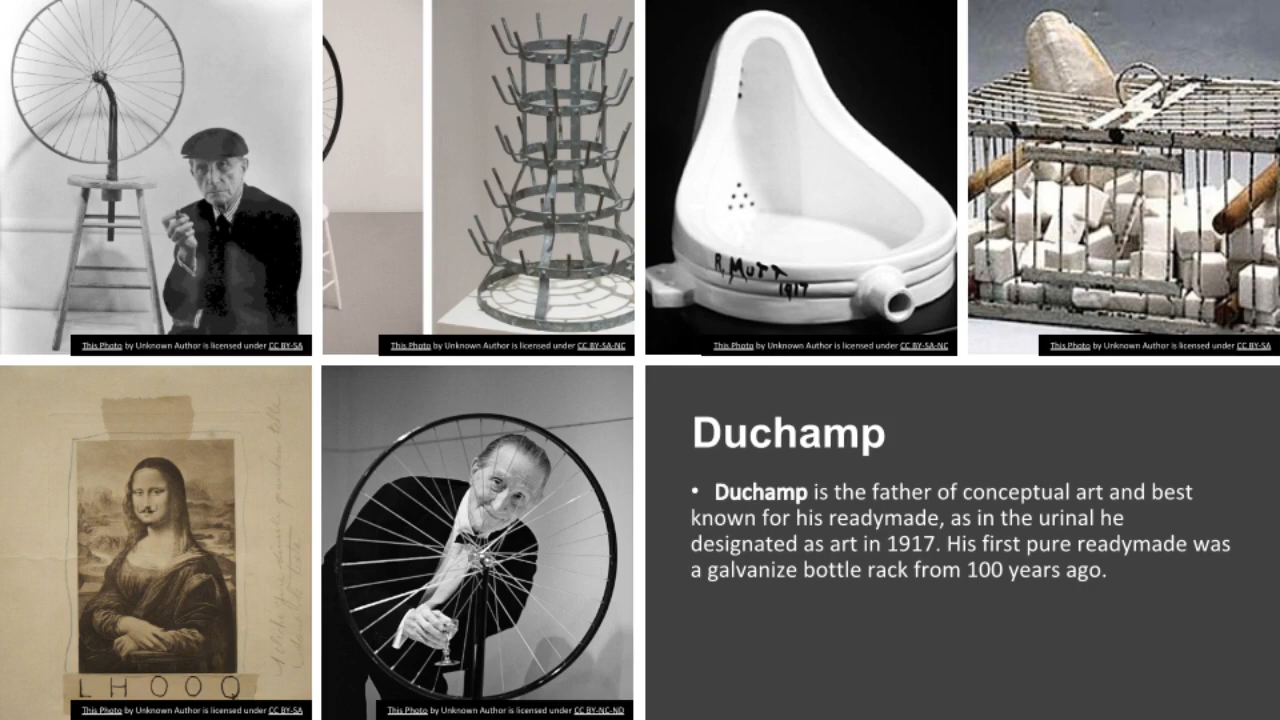 This Photo by Unknown Author is licensed under CC BY-SA
This Photo by Unknown Author is licensed under CC BY-SA-NC
R. MUTT
1917
This Photo by Unknown Author is licensed under CC BY-SA-NC
This Photo by Unknown Author is licensed under CC BY-SA
L H O O Q
This Photo by Unknown Author is licensed under CC BY-SA
This Photo by Unknown Author is licensed under CC BY-NC-ND
Duchamp
• Duchamp is the father of conceptual art and best
known for his readymade, as in the urinal he
designated as art in 1917. His first pure readymade was
a galvanize bottle rack from 100 years ago.